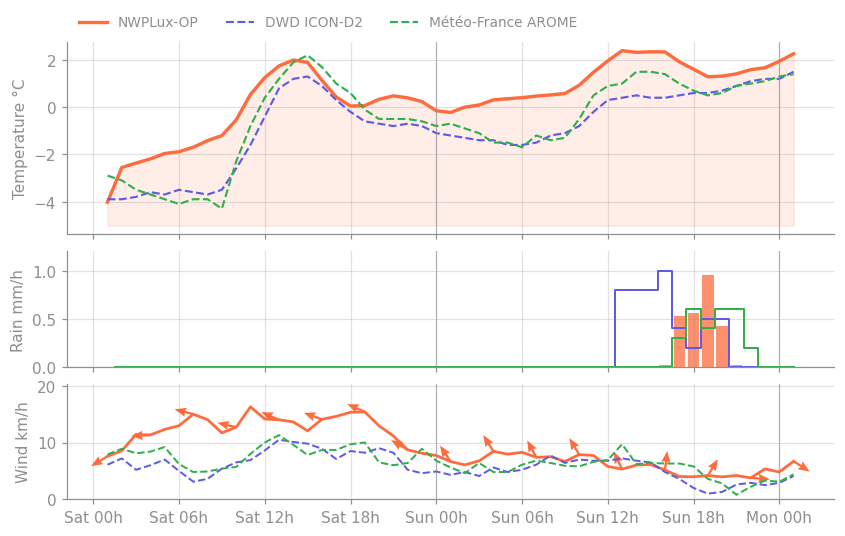 NWPLux-OP DWD ICON-D2 Météo-France AROME
Temperature °C
2
0
−2
−4
Rain mm/h
1.0
0.5
0.0
Wind km/h
20
10
0
Sat 00h Sat 06h Sat 12h Sat 18h Sun 00h Sun 06h Sun 12h Sun 18h Mon 00h